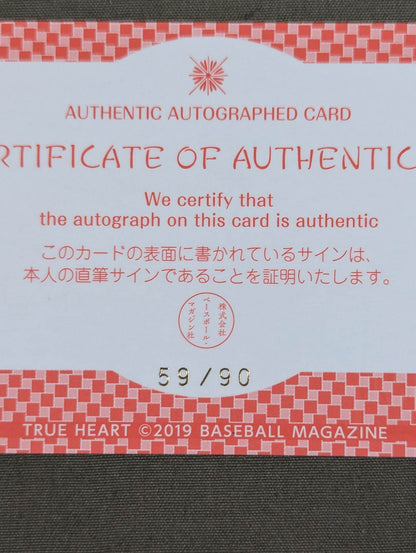 AUTHENTIC AUTOGRAPHED CARD
RTIFICATE OF AUTHENTIC
We certify that
the autograph on this card is authentic
このカードの表面に書かれているサインは、
本人の直筆サインであることを証明いたします。
株式会社
ベースボール・
マガジン社
59/90
TRUE HEART ©2019 BASEBALL MAGAZINE